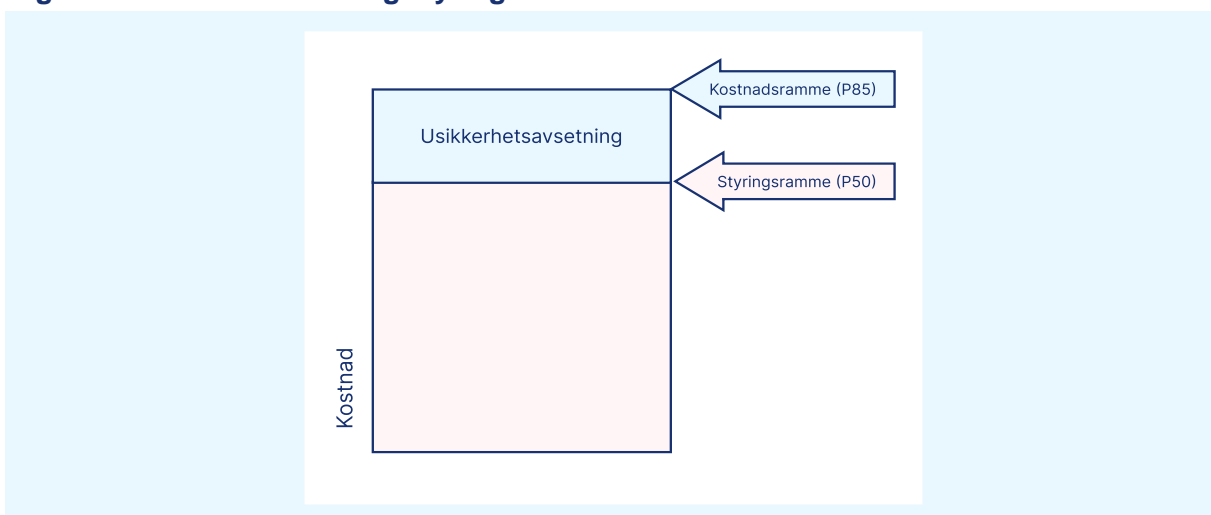 Kostnadsramme (P85)
Usikkerhetsavsetning
Styringsramme (P50)
Kostnad